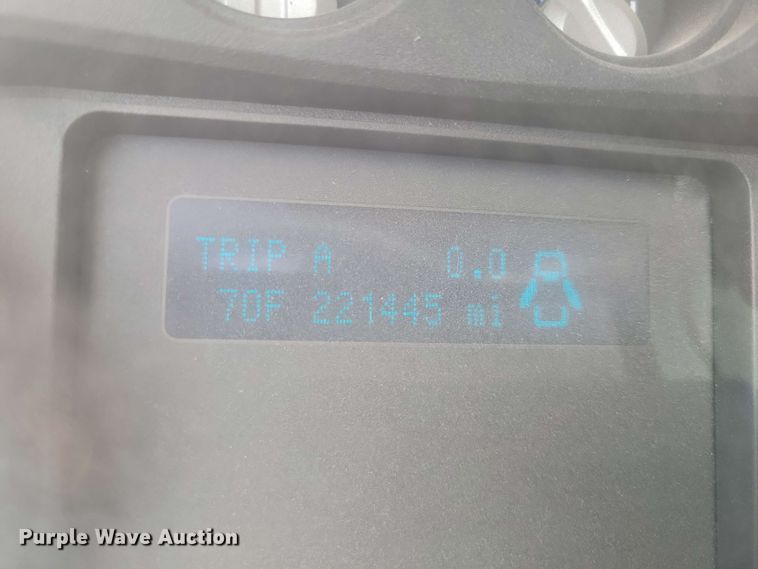 TRIP A 0.0
70F 221445 mi
Purple Wave Auction